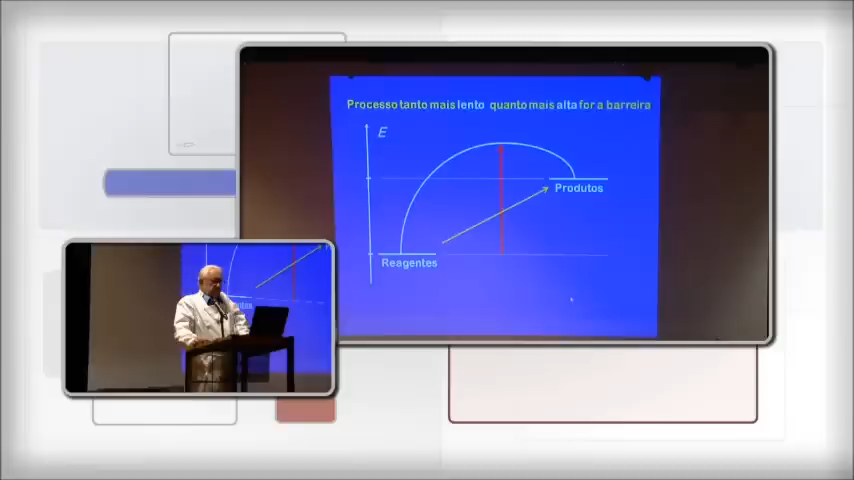 Processo tanto mais lento quanto mais alta for a barreira
E
Produtos
Reagentes